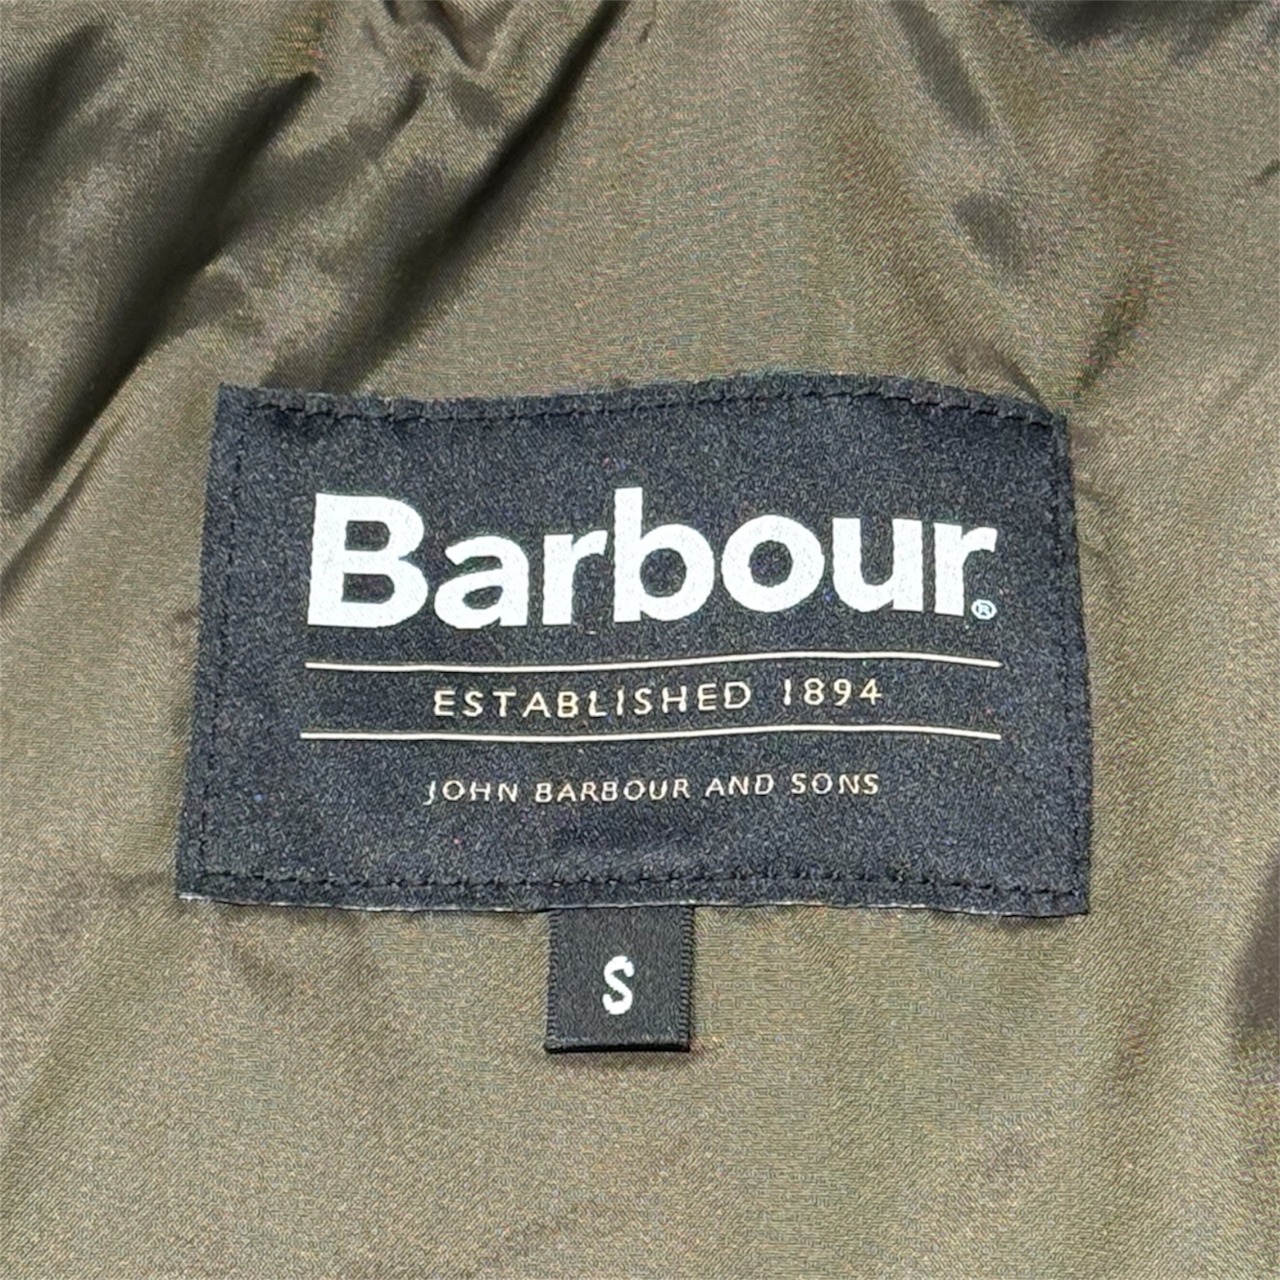 Barbour®
ESTABLISHED 1894
JOHN BARBOUR AND SONS
S